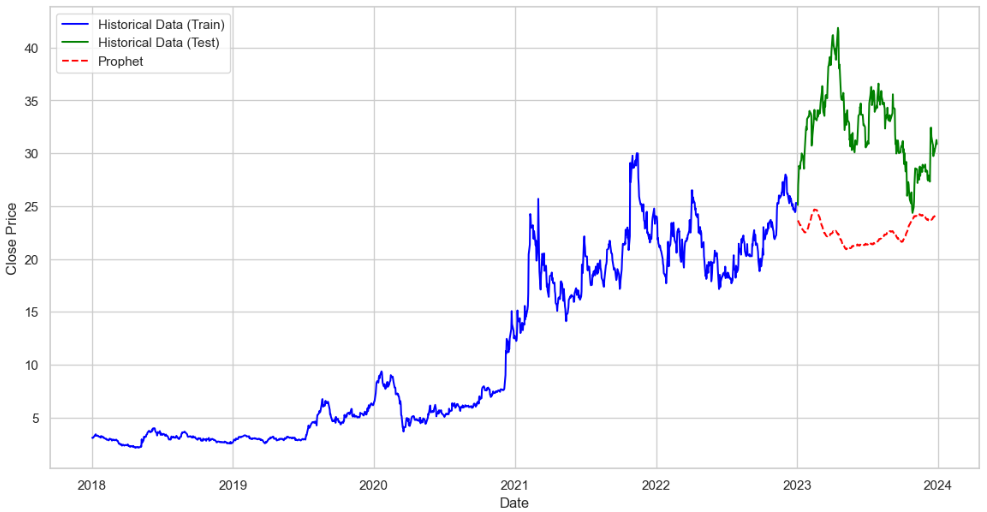 Historical Data (Train)
Historical Data (Test)
Prophet
40
35
30
25
20
15
10
5
Close Price
2018 2019 2020 2021 2022 2023 2024
Date